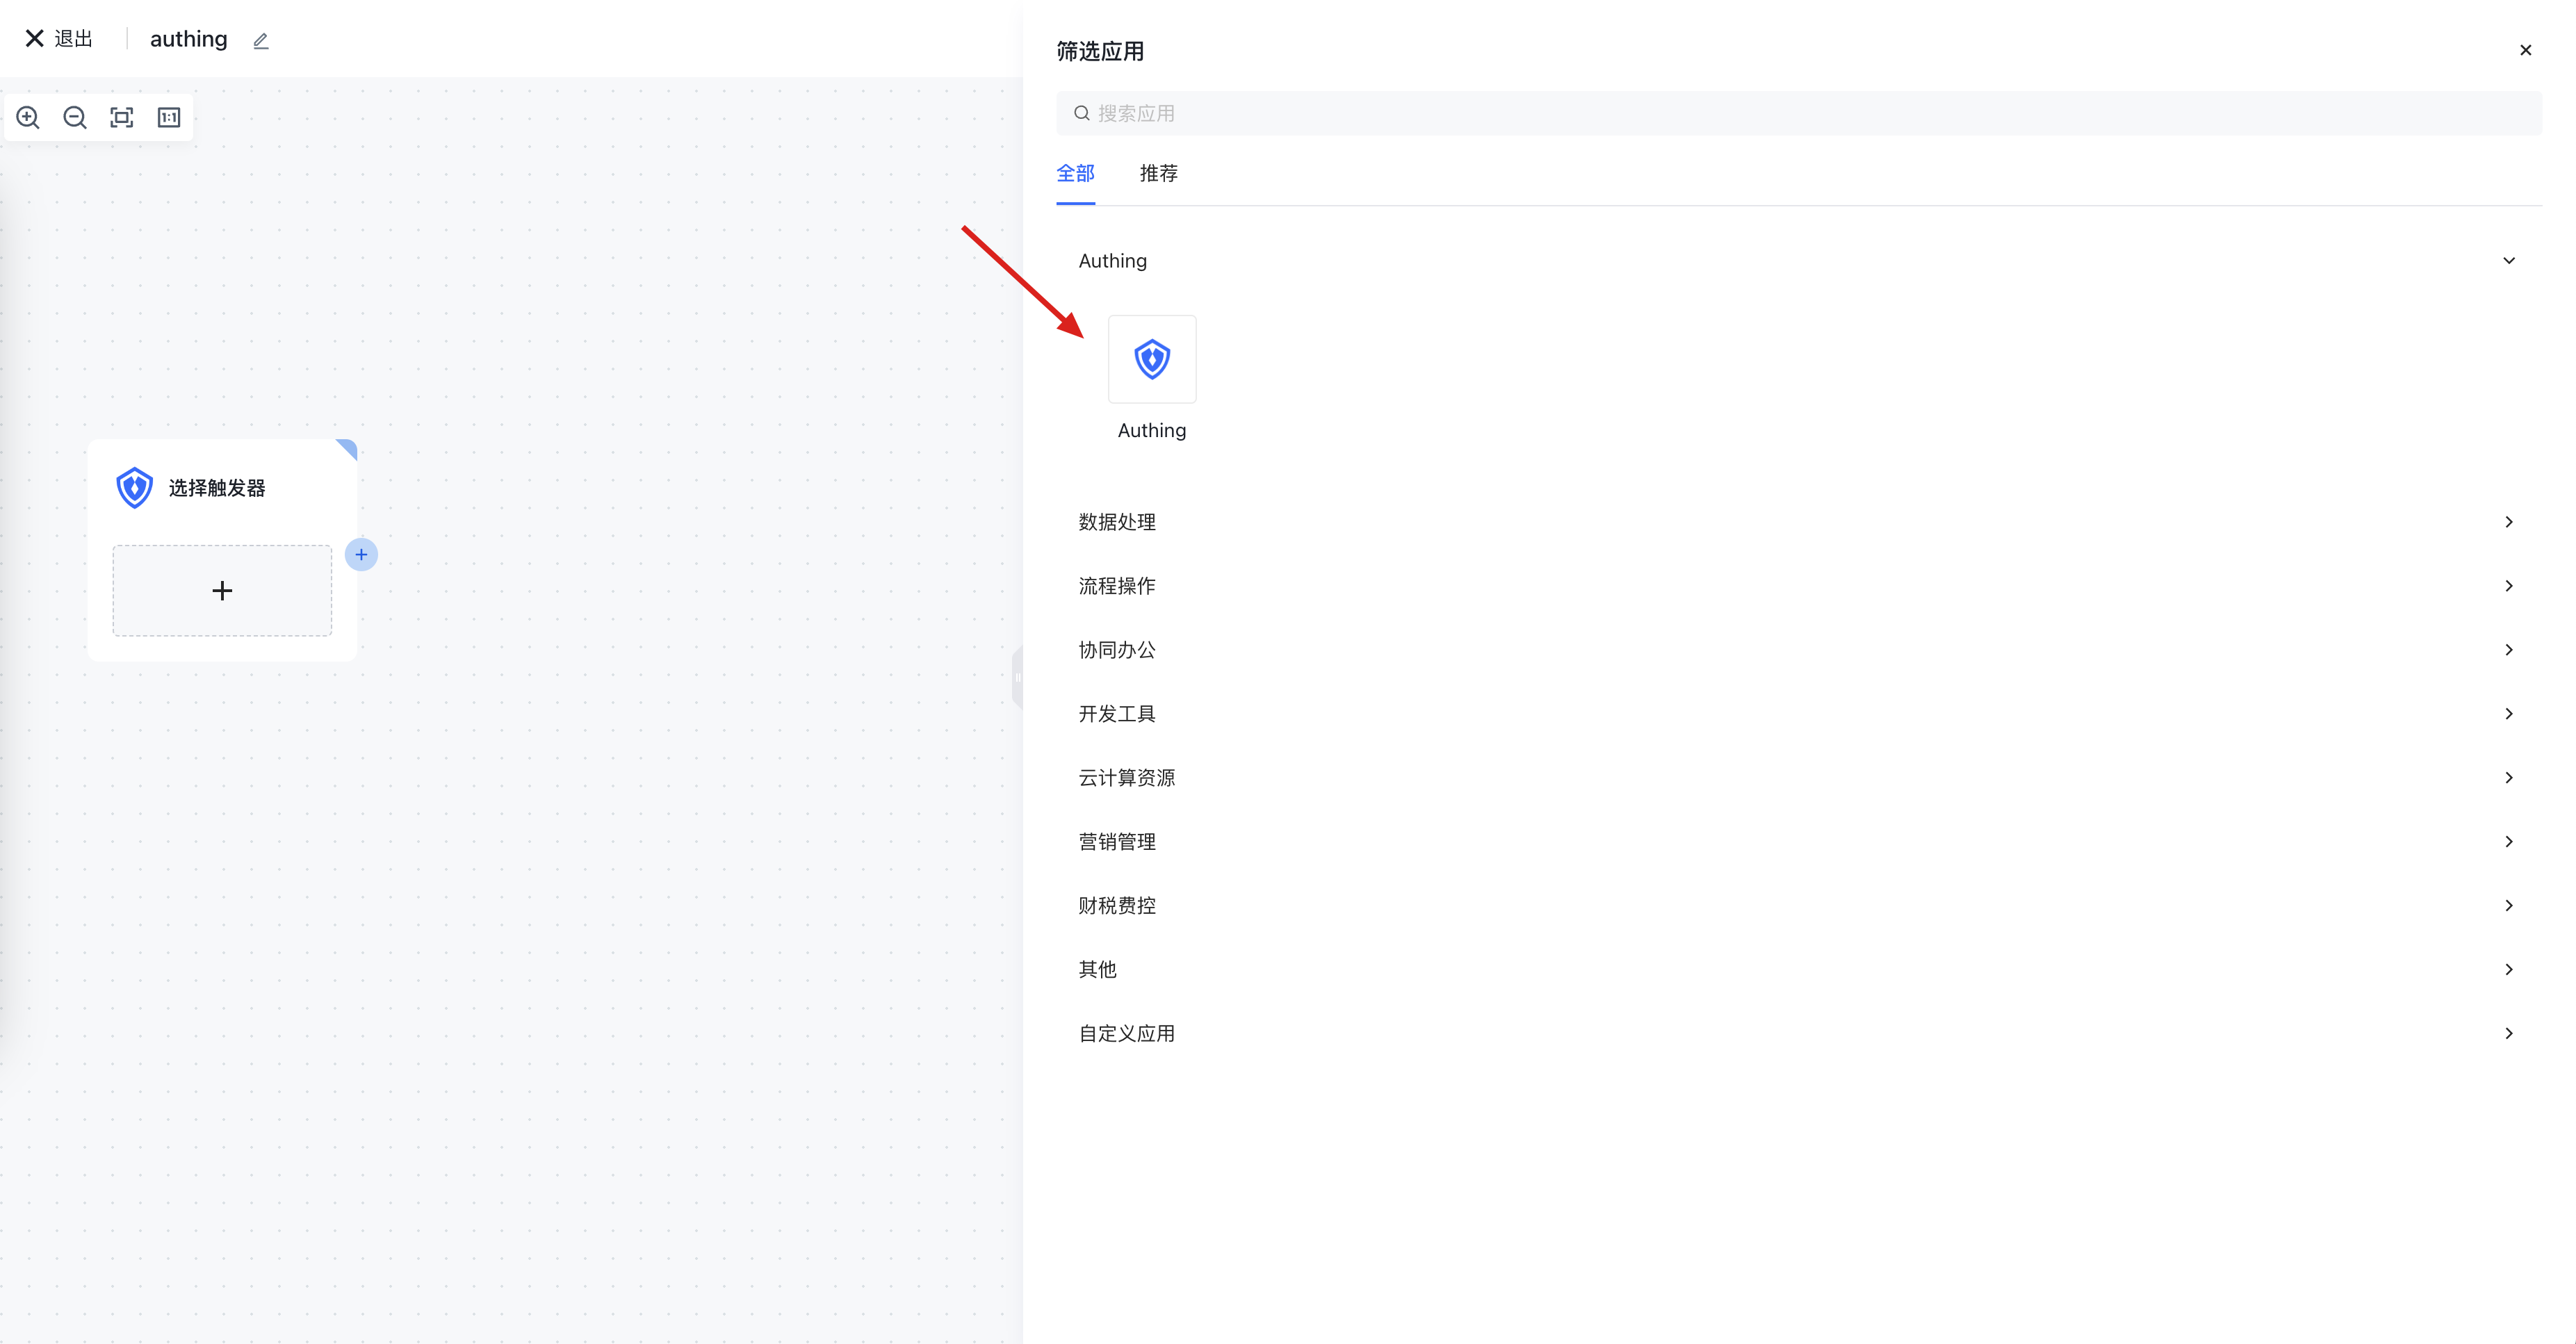 退出
authing
1:1
选择触发器
筛选应用
搜索应用
全部
推荐
Authing
Authing
数据处理
流程操作
协同办公
开发工具
云计算资源
营销管理
财税费控
其他
自定义应用